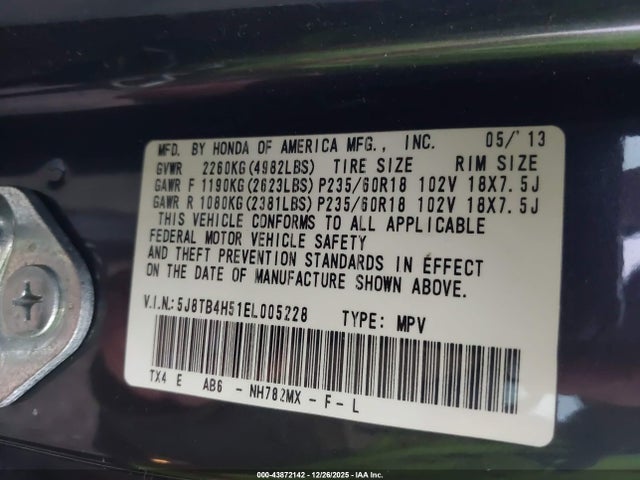 MFD. BY HONDA OF AMERICA MFG., INC. 05/'13
GVWR 2260KG(4982LBS) TIRE SIZE RIM SIZE
GAWR F 1190KG(2623LBS) P235/60R18 102V 18X7.5J
GAWR R 1080KG(2381LBS) P235/60R18 102V 18X7.5J
THIS VEHICLE CONFORMS TO ALL APPLICABLE
FEDERAL MOTOR VEHICLE SAFETY
AND THEFT PREVENTION STANDARDS IN EFFECT
ON THE DATE OF MANUFACTURE SHOWN ABOVE.
V.I.N.:5J8TB4H51EL005228 TYPE: MPV
TX4 E AB6 - NH782MX - F - L
00-43872142 | 12/26/2025 | IAA Inc.